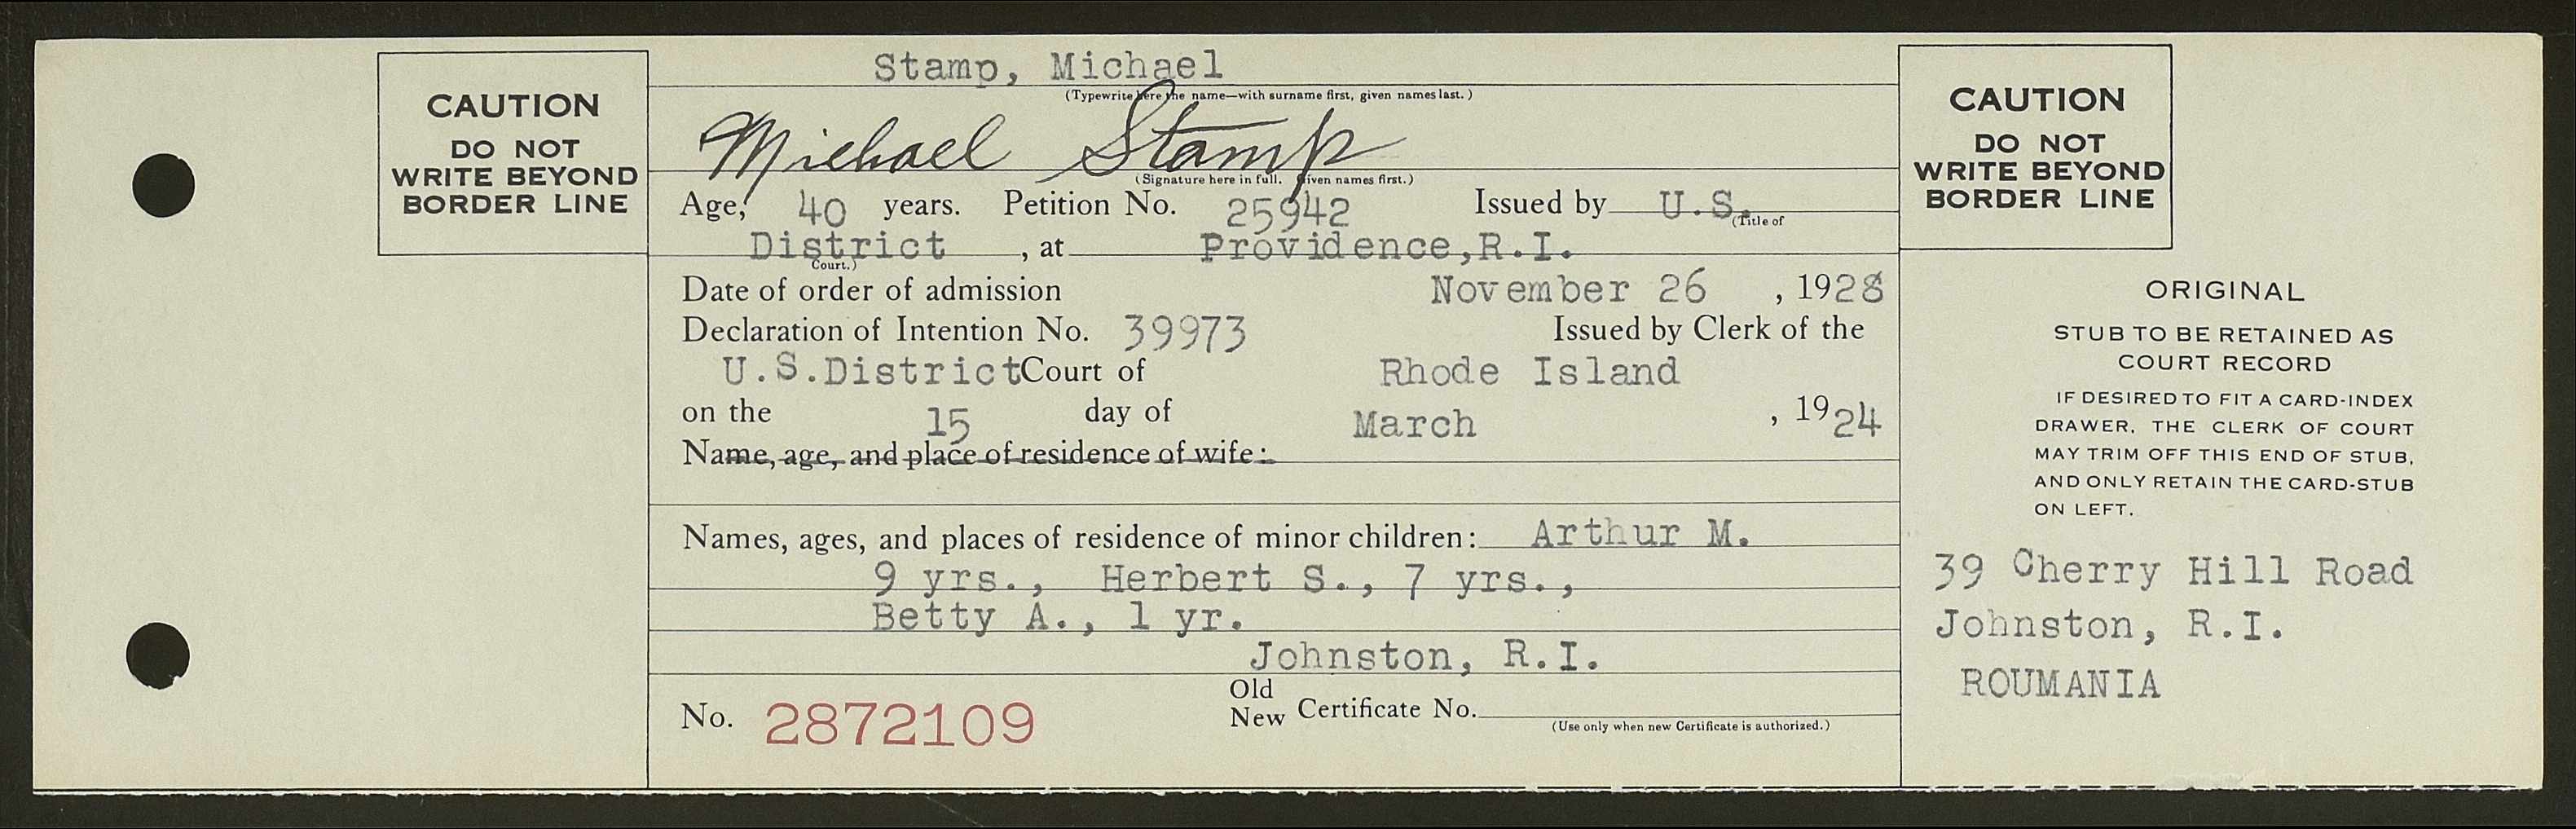 CAUTION
DO NOT
WRITE BEYOND
BORDER LINE
Stamp, Michael
(Typewrite here the name—with surname first, given names last.)
Michael Stamp
(Signature here in full. Given names first.)
Age, 40 years. Petition No. 25942 Issued by U.S.
(Title of
District , at Providence,R.I.
Court.)
Date of order of admission November 26 , 1928
Declaration of Intention No. 39973 Issued by Clerk of the
U.S.District Court of Rhode Island
on the 15 day of March , 1924
Name, age, and place of residence of wife:
Names, ages, and places of residence of minor children: Arthur M.
9 yrs., Herbert S., 7 yrs.,
Betty A., 1 yr.
Johnston, R.I.
No. 2872109
Old
New Certificate No.
(Use only when new Certificate is authorized.)
CAUTION
DO NOT
WRITE BEYOND
BORDER LINE
ORIGINAL
STUB TO BE RETAINED AS
COURT RECORD
IF DESIRED TO FIT A CARD-INDEX
DRAWER, THE CLERK OF COURT
MAY TRIM OFF THIS END OF STUB,
AND ONLY RETAIN THE CARD-STUB
ON LEFT.
39 Cherry Hill Road
Johnston, R.I.
ROUMANIA